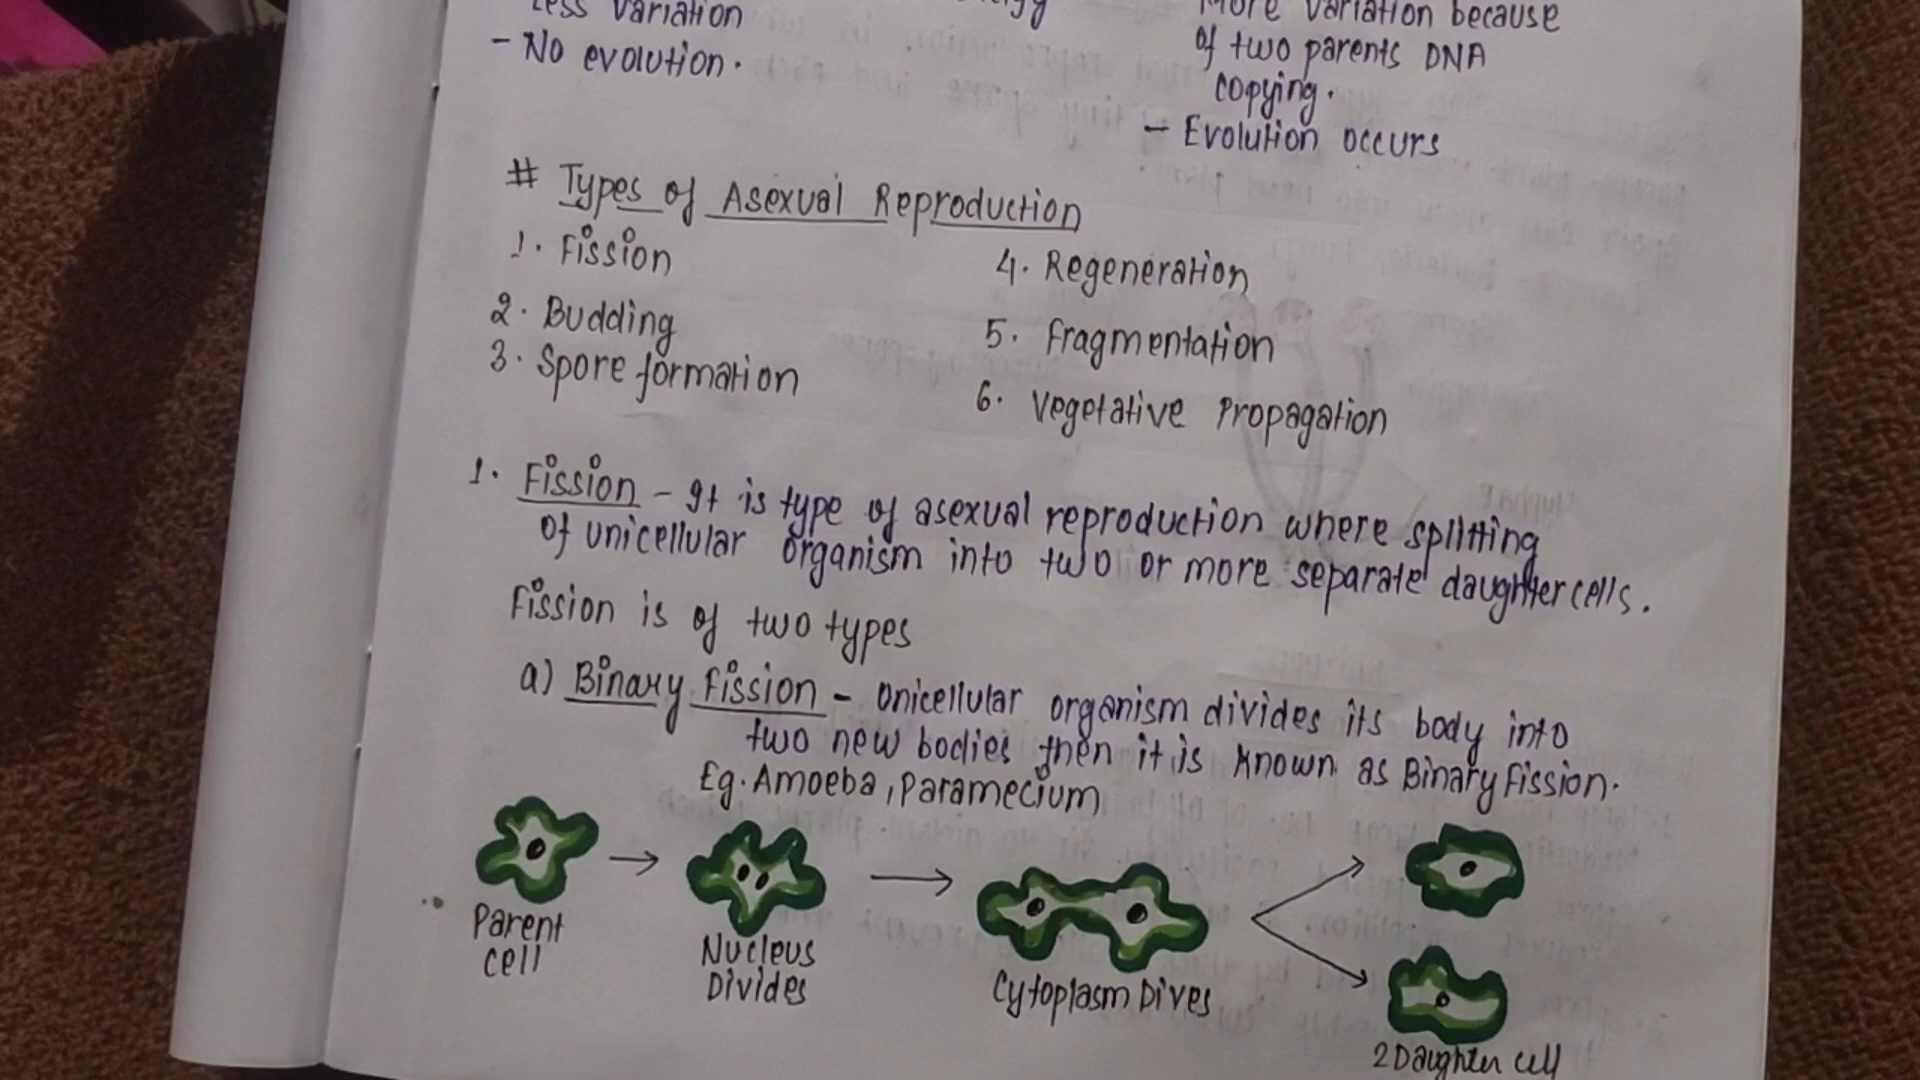 Less variation
- No evolution.
More variation because
of two parents DNA
copying.
- Evolution occurs
# Types of Asexual Reproduction
1. Fission
2. Budding
3. Spore formation
4. Regeneration
5. Fragmentation
6. Vegetative Propagation
1. Fission - It is type of asexual reproduction where splitting
of unicellular organism into two or more separate daughter cells.
Fission is of two types
a) Binary Fission - Unicellular organism divides its body into
two new bodies then it is known as Binary Fission.
Eg. Amoeba, Paramecium
Parent
cell
Nucleus
Divides
Cytoplasm Dives
2 Daughter cell